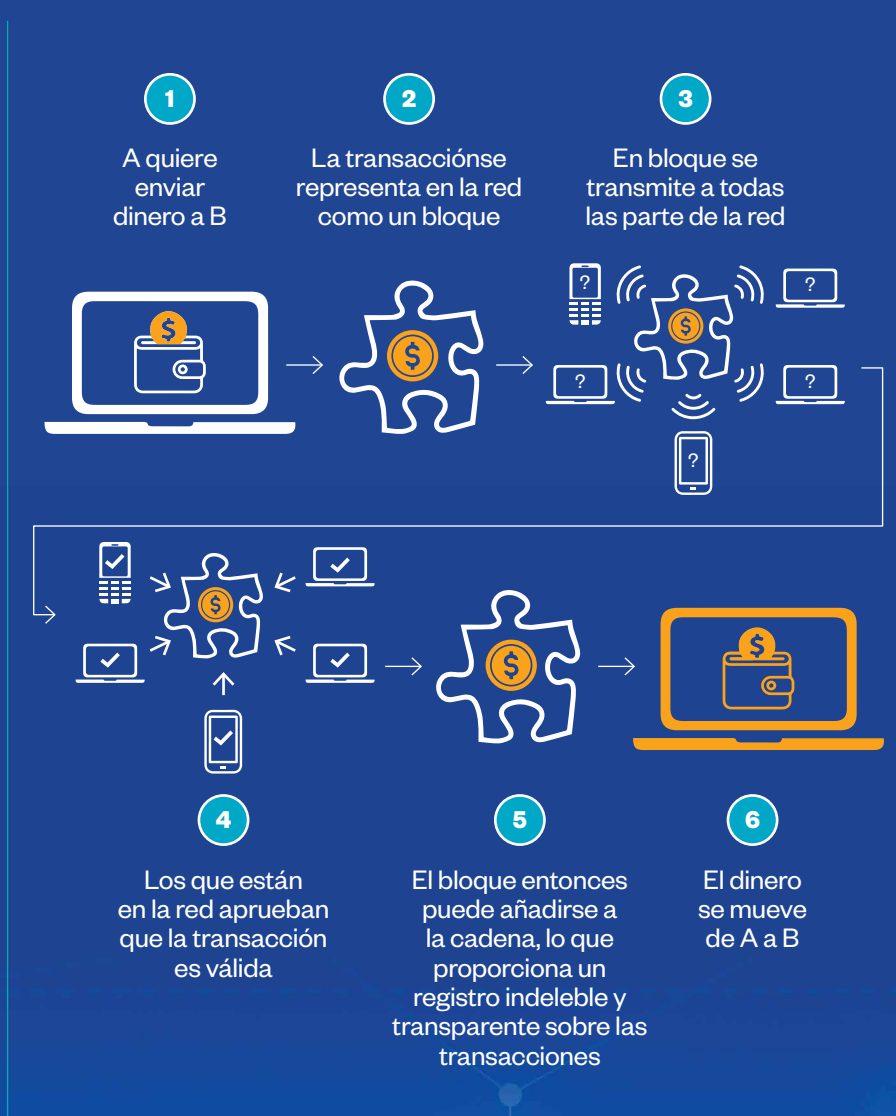 1
A quiere
enviar
dinero a B
2
La transacciónse
representa en la red
como un bloque
3
En bloque se
transmite a todas
las parte de la red
$
$
$
?
?
?
?
?
$
$
$
4
Los que están
en la red aprueban
que la transacción
es válida
5
El bloque entonces
puede añadirse a
la cadena, lo que
proporciona un
registro indeleble y
transparente sobre las
transacciones
6
El dinero
se mueve
de A a B